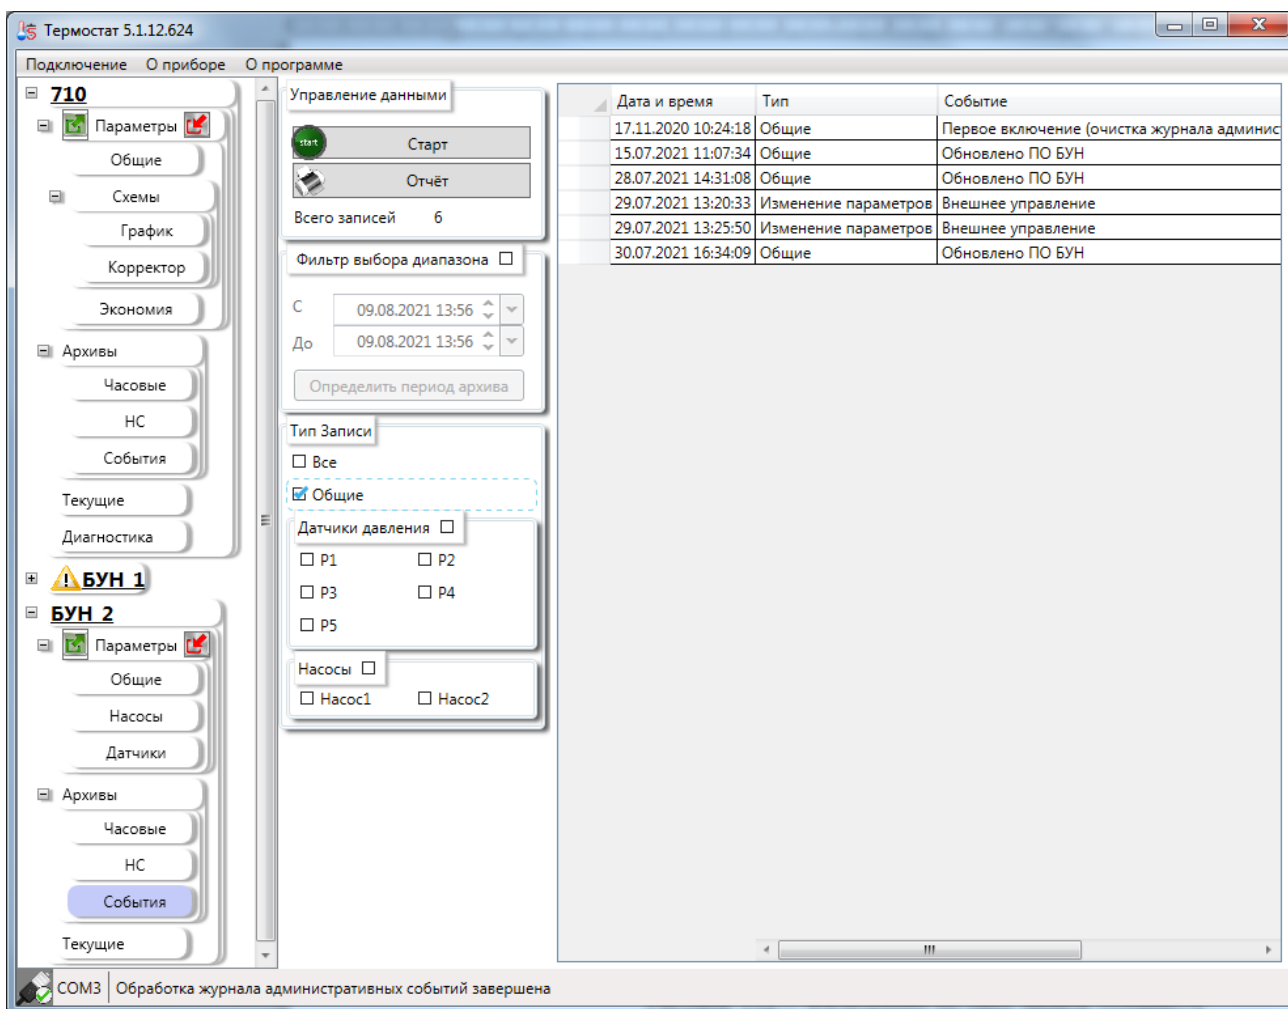 Термостат 5.1.12.624
Подключение О приборе О программе
710
Параметры
Общие
Схемы
График
Корректор
Экономия
Архивы
Часовые
НС
События
Текущие
Диагностика
БУН 1
БУН 2
Параметры
Общие
Насосы
Датчики
Архивы
Часовые
НС
События
Текущие
Управление данными
start Старт
Отчёт
Всего записей 6
Фильтр выбора диапазона
С 09.08.2021 13:56
До 09.08.2021 13:56
Определить период архива
Тип Записи
Все
Общие
Датчики давления
P1 P2
P3 P4
P5
Насосы
Насос1 Насос2
Дата и время Тип Событие
17.11.2020 10:24:18 Общие Первое включение (очистка журнала админис
15.07.2021 11:07:34 Общие Обновлено ПО БУН
28.07.2021 14:31:08 Общие Обновлено ПО БУН
29.07.2021 13:20:33 Изменение параметров Внешнее управление
29.07.2021 13:25:50 Изменение параметров Внешнее управление
30.07.2021 16:34:09 Общие Обновлено ПО БУН
COM3 Обработка журнала административных событий завершена